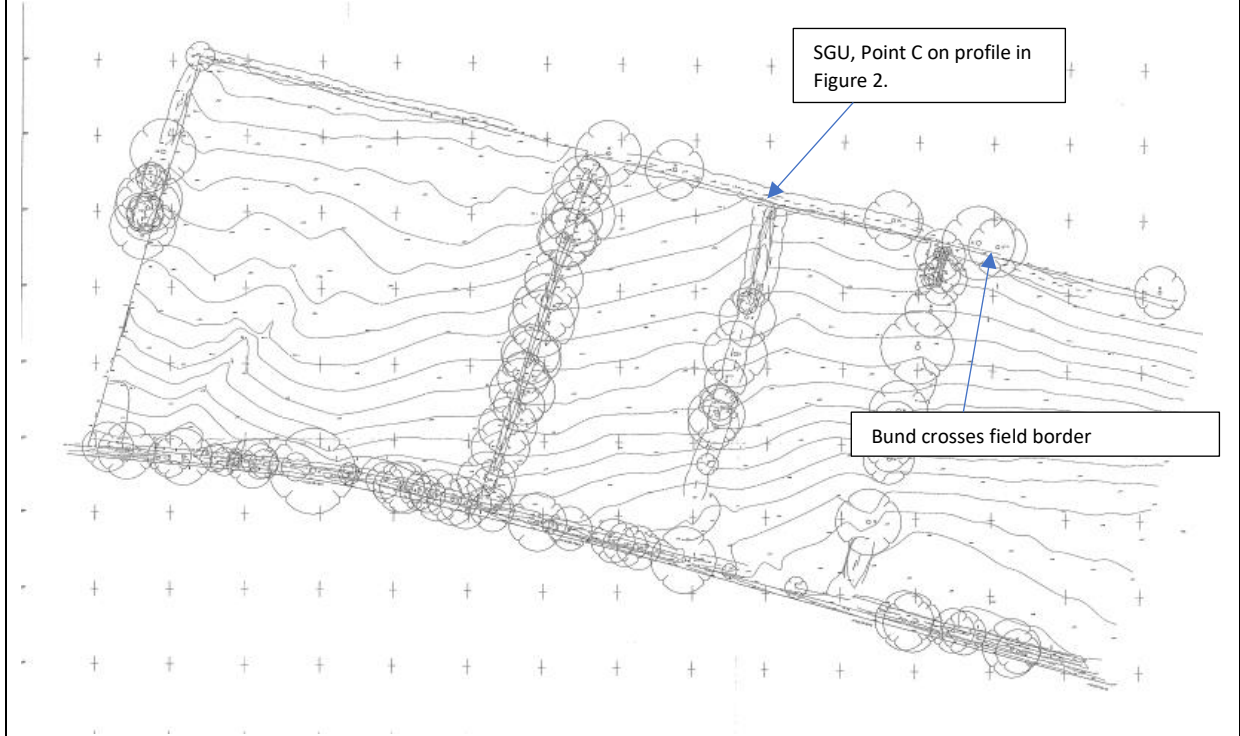 SGU, Point C on profile in
Figure 2.
Bund crosses field border